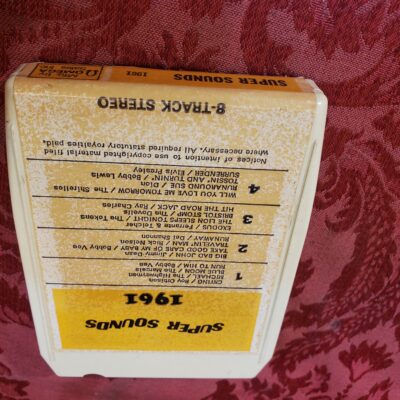 SUPER SOUNDS
1961
1
CRYING / Roy Orbison
MICHAEL / The Highwaymen
BLUE MOON / The Marcels
RUN TO HIM / Bobby Vee
2
BIG BAD JOHN / Jimmy Dean
TAKE GOOD CARE OF MY BABY / Bobby Vee
TRAVELIN' MAN / Rick Nelson
RUNAWAY / Del Shannon
3
EXODUS / Ferrante & Teicher
THE LION SLEEPS TONIGHT / The Tokens
BRISTOL STOMP / The Dovells
HIT THE ROAD JACK / Ray Charles
4
WILL YOU LOVE ME TOMORROW / The Shirelles
RUNAROUND SUE / Dion
TOSSIN' AND TURNIN' / Bobby Lewis
SURRENDER / Elvis Presley
Notices of intention to use copyrighted material filed
where necessary. All required statutory royalties paid.
8-TRACK STEREO
SUPER SOUNDS
1961
OMEGA